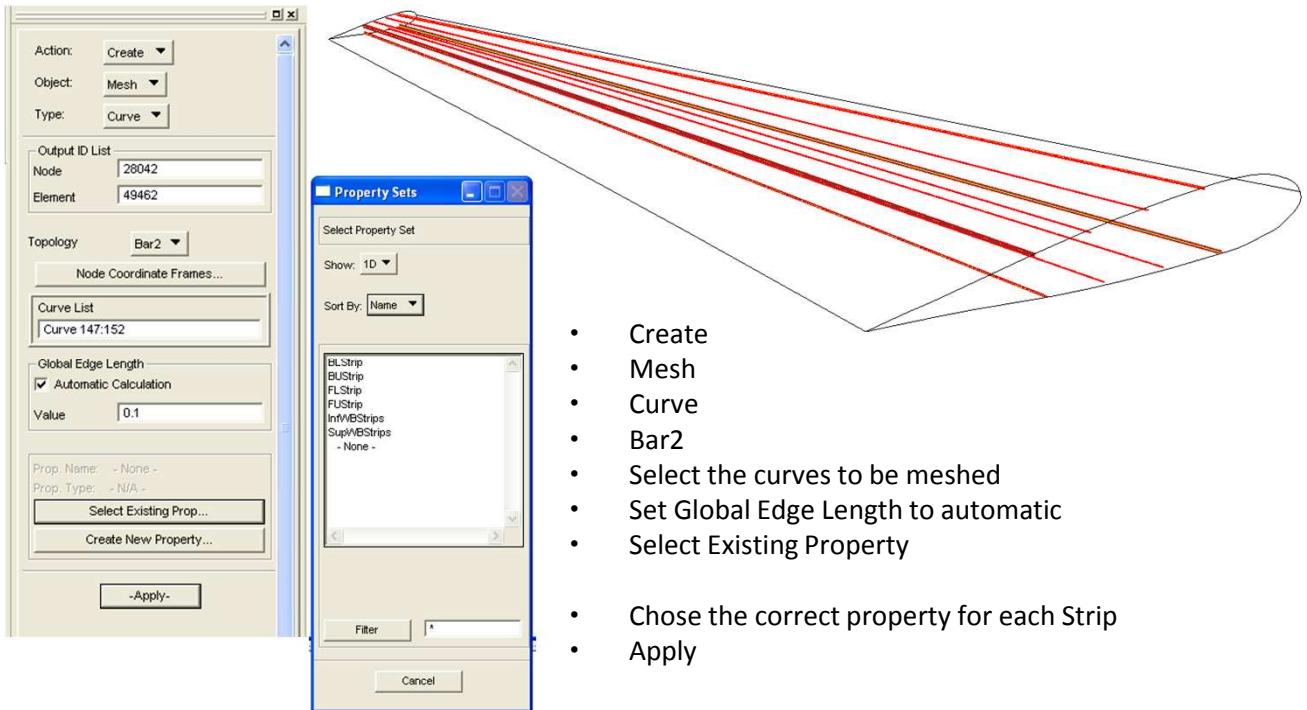 Action: Create
Object: Mesh
Type: Curve
Output ID List
Node 28042
Element 49462
Topology Bar2
Node Coordinate Frames...
Curve List
Curve 147:152
Global Edge Length
Automatic Calculation
Value 0.1
Prop. Name: - None -
Prop. Type: - N/A -
Select Existing Prop...
Create New Property...
-Apply-
Property Sets
Select Property Set
Show: 1D
Sort By: Name
BLStrip
BUStrip
FLStrip
FUStrip
InfWBStrips
SupWBStrips
- None -
Filter *
Cancel
• Create
• Mesh
• Curve
• Bar2
• Select the curves to be meshed
• Set Global Edge Length to automatic
• Select Existing Property
• Chose the correct property for each Strip
• Apply